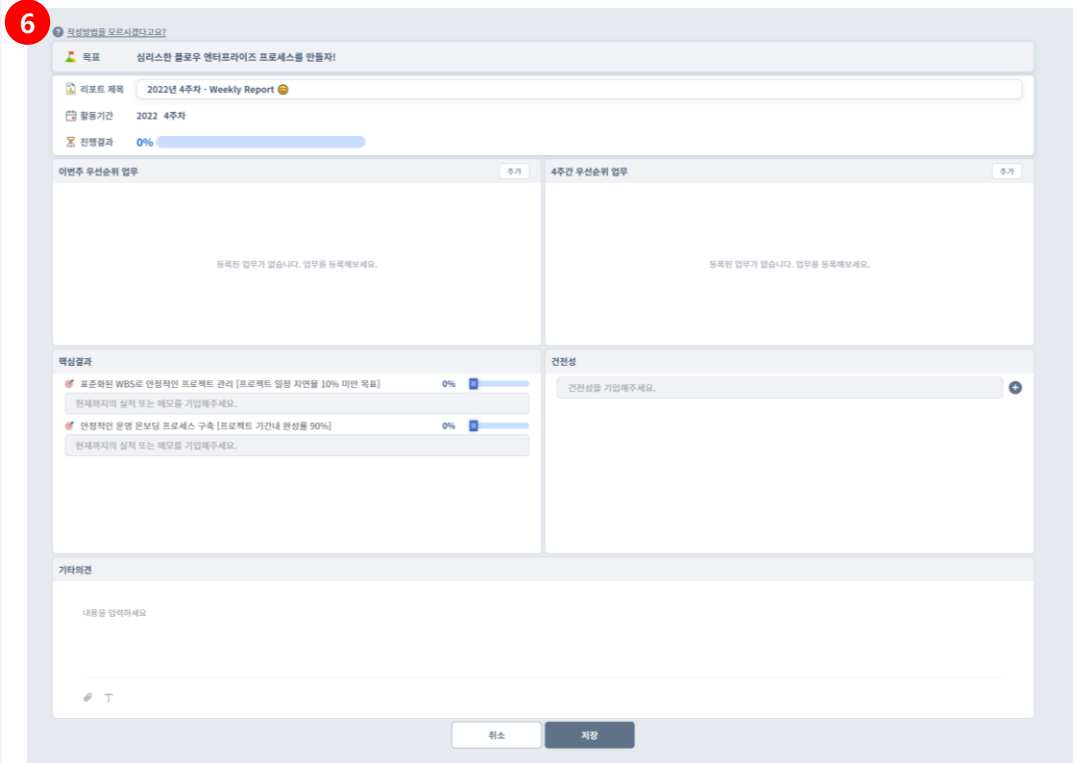 6
작성방법을 모르시겠다고요?
목표 심리스한 플로우 엔터프라이즈 프로세스를 만들자!
리포트 제목 2022년 4주차 - Weekly Report 😄
활동기간 2022 4주차
진행결과 0%
이번주 우선순위 업무 추가
등록된 업무가 없습니다. 업무를 등록해보세요.
4주간 우선순위 업무 추가
등록된 업무가 없습니다. 업무를 등록해보세요.
핵심결과
표준화된 WBS로 안정적인 프로젝트 관리 [프로젝트 일정 지연율 10% 미만 목표] 0%
현재까지의 실적 또는 메모를 기입해주세요.
안정적인 운영 온보딩 프로세스 구축 [프로젝트 기간내 완성률 90%] 0%
현재까지의 실적 또는 메모를 기입해주세요.
건전성
건전성을 기입해주세요.
기타의견
내용을 입력하세요
T
취소 저장